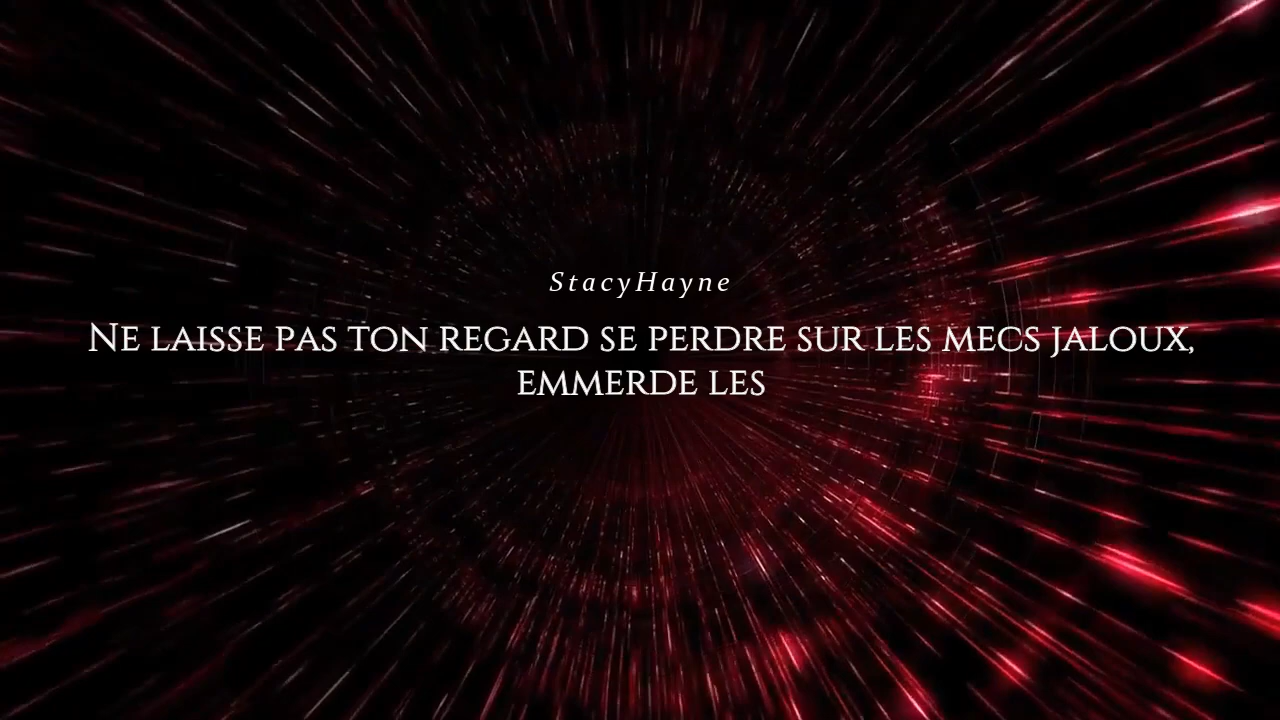 StacyHayne
Ne laisse pas ton regard se perdre sur les mecs jaloux,
emmerde les